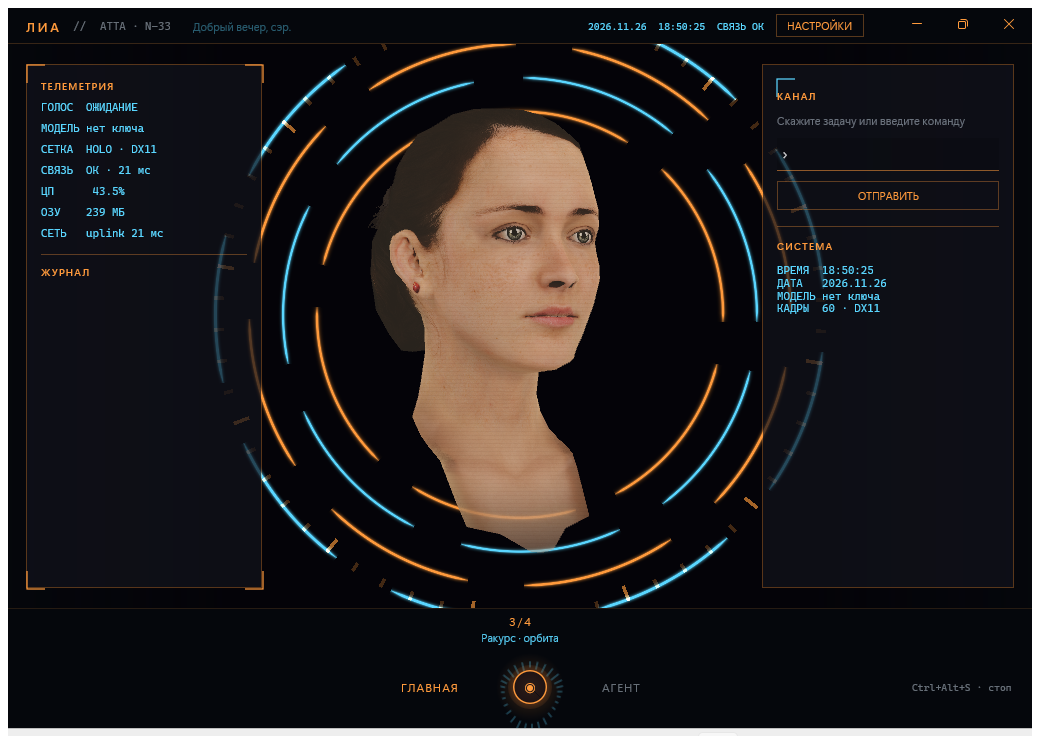 ЛИА // АТТА · N—33 Добрый вечер, сэр. 2026.11.26 18:50:25 СВЯЗЬ ОК НАСТРОЙКИ
ТЕЛЕМЕТРИЯ
ГОЛОС ОЖИДАНИЕ
МОДЕЛЬ нет ключа
СЕТКА HOLO · DX11
СВЯЗЬ ОК · 21 мс
ЦП 43.5%
ОЗУ 239 МБ
СЕТЬ uplink 21 мс
ЖУРНАЛ
КАНАЛ
Скажите задачу или введите команду
›
ОТПРАВИТЬ
СИСТЕМА
ВРЕМЯ 18:50:25
ДАТА 2026.11.26
МОДЕЛЬ нет ключа
КАДРЫ 60 · DX11
3/4
Ракурс · орбита
ГЛАВНАЯ АГЕНТ Ctrl+Alt+S · стоп